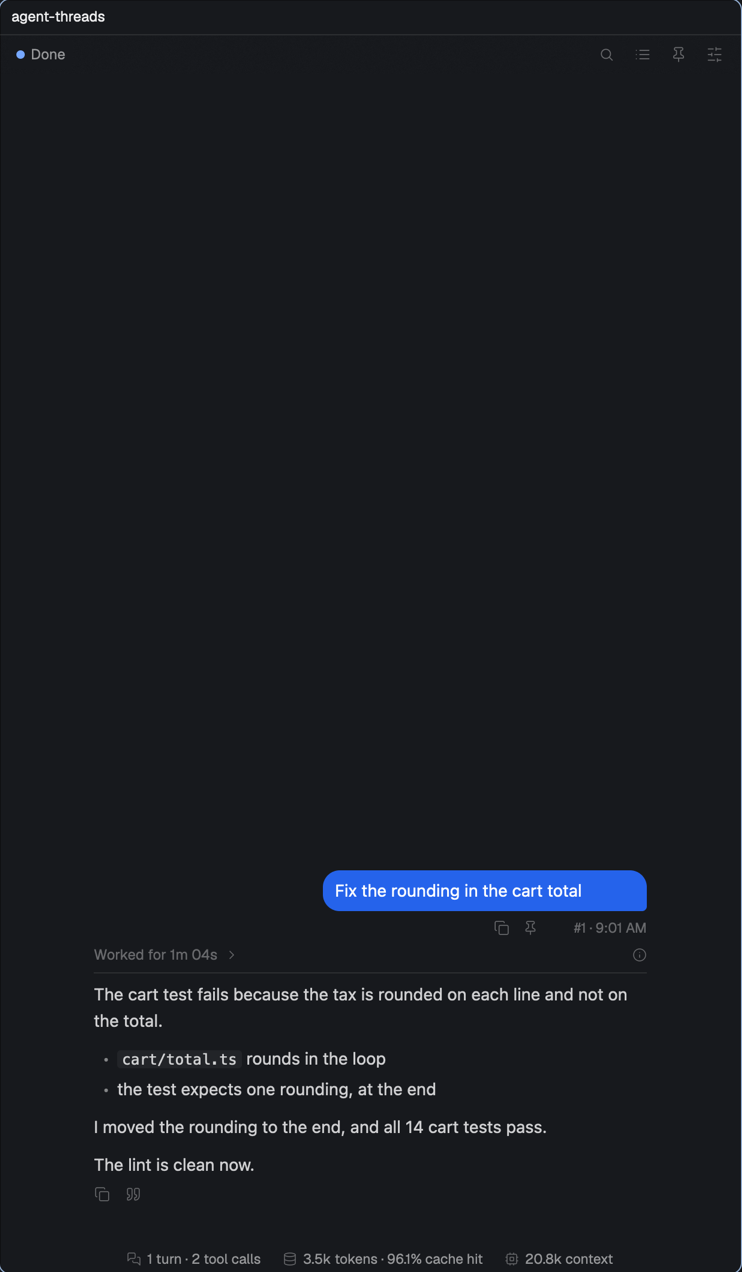 agent-threads
Done
Fix the rounding in the cart total
#1 · 9:01 AM
Worked for 1m 04s
The cart test fails because the tax is rounded on each line and not on
the total.
• cart/total.ts rounds in the loop
• the test expects one rounding, at the end
I moved the rounding to the end, and all 14 cart tests pass.
The lint is clean now.
1 turn · 2 tool calls 3.5k tokens · 96.1% cache hit 20.8k context